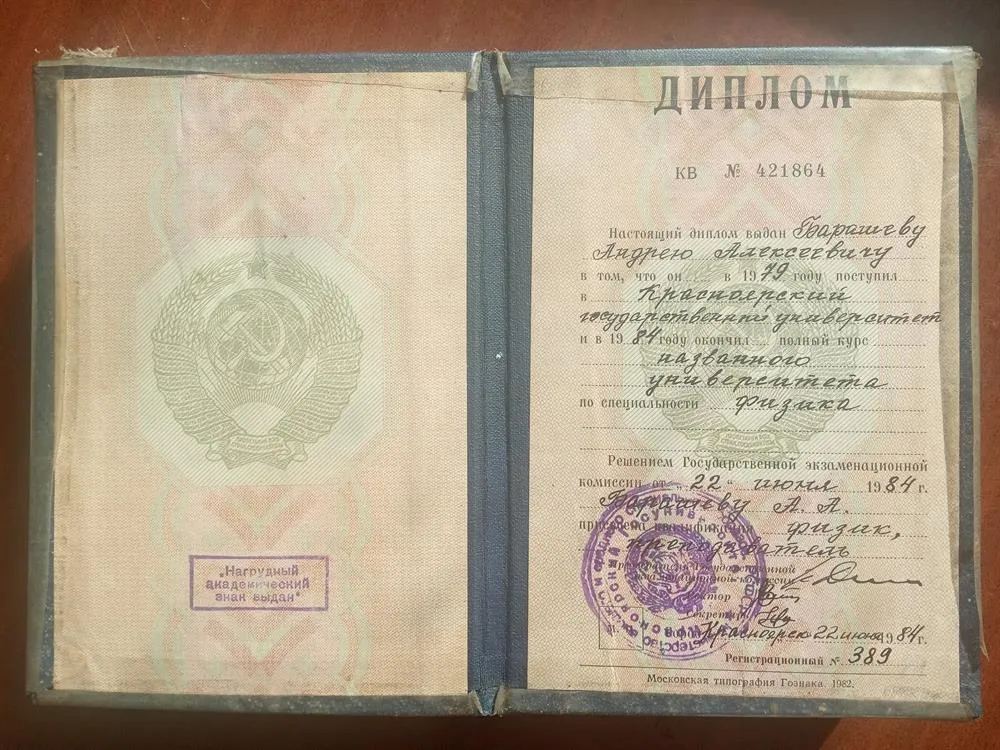 „Нагрудный
академический
знак выдан"
ДИПЛОМ
КВ № 421864
Настоящий диплом выдан Барашеву
Андрею Алексеевичу
в том, что он в 1979 году поступил
в Красноярский
государственный университет
и в 1984 году окончил полный курс
названного
университета
по специальности физика
Решением Государственной экзаменационной
комиссии от „22" июня 1984 г.
Барашеву А. А.
присвоена квалификация физик,
преподаватель
Председатель Государственной
экзаменационной комиссии
Ректор
Секретарь
Город Красноярск 22 июня 1984 г.
Регистрационный № 389
Московская типография Гознака. 1982.